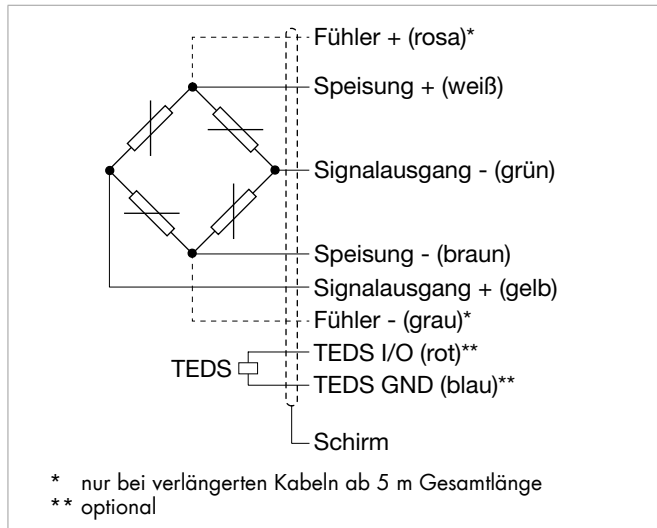 Fühler + (rosa)*
Speisung + (weiß)
Signalausgang - (grün)
Speisung - (braun)
Signalausgang + (gelb)
Fühler - (grau)*
TEDS I/O (rot)**
TEDS
TEDS GND (blau)**
Schirm
* nur bei verlängerten Kabeln ab 5 m Gesamtlänge
** optional